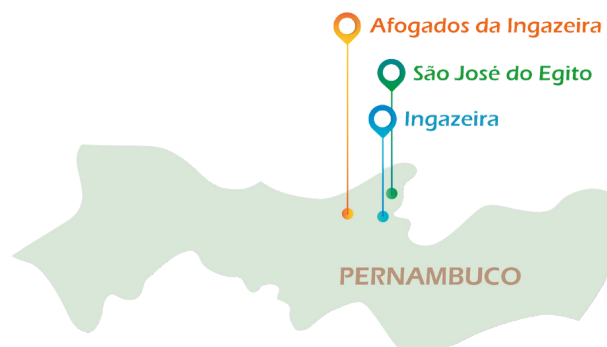 Afogados da Ingazeira
São José do Egito
Ingazeira
PERNAMBUCO